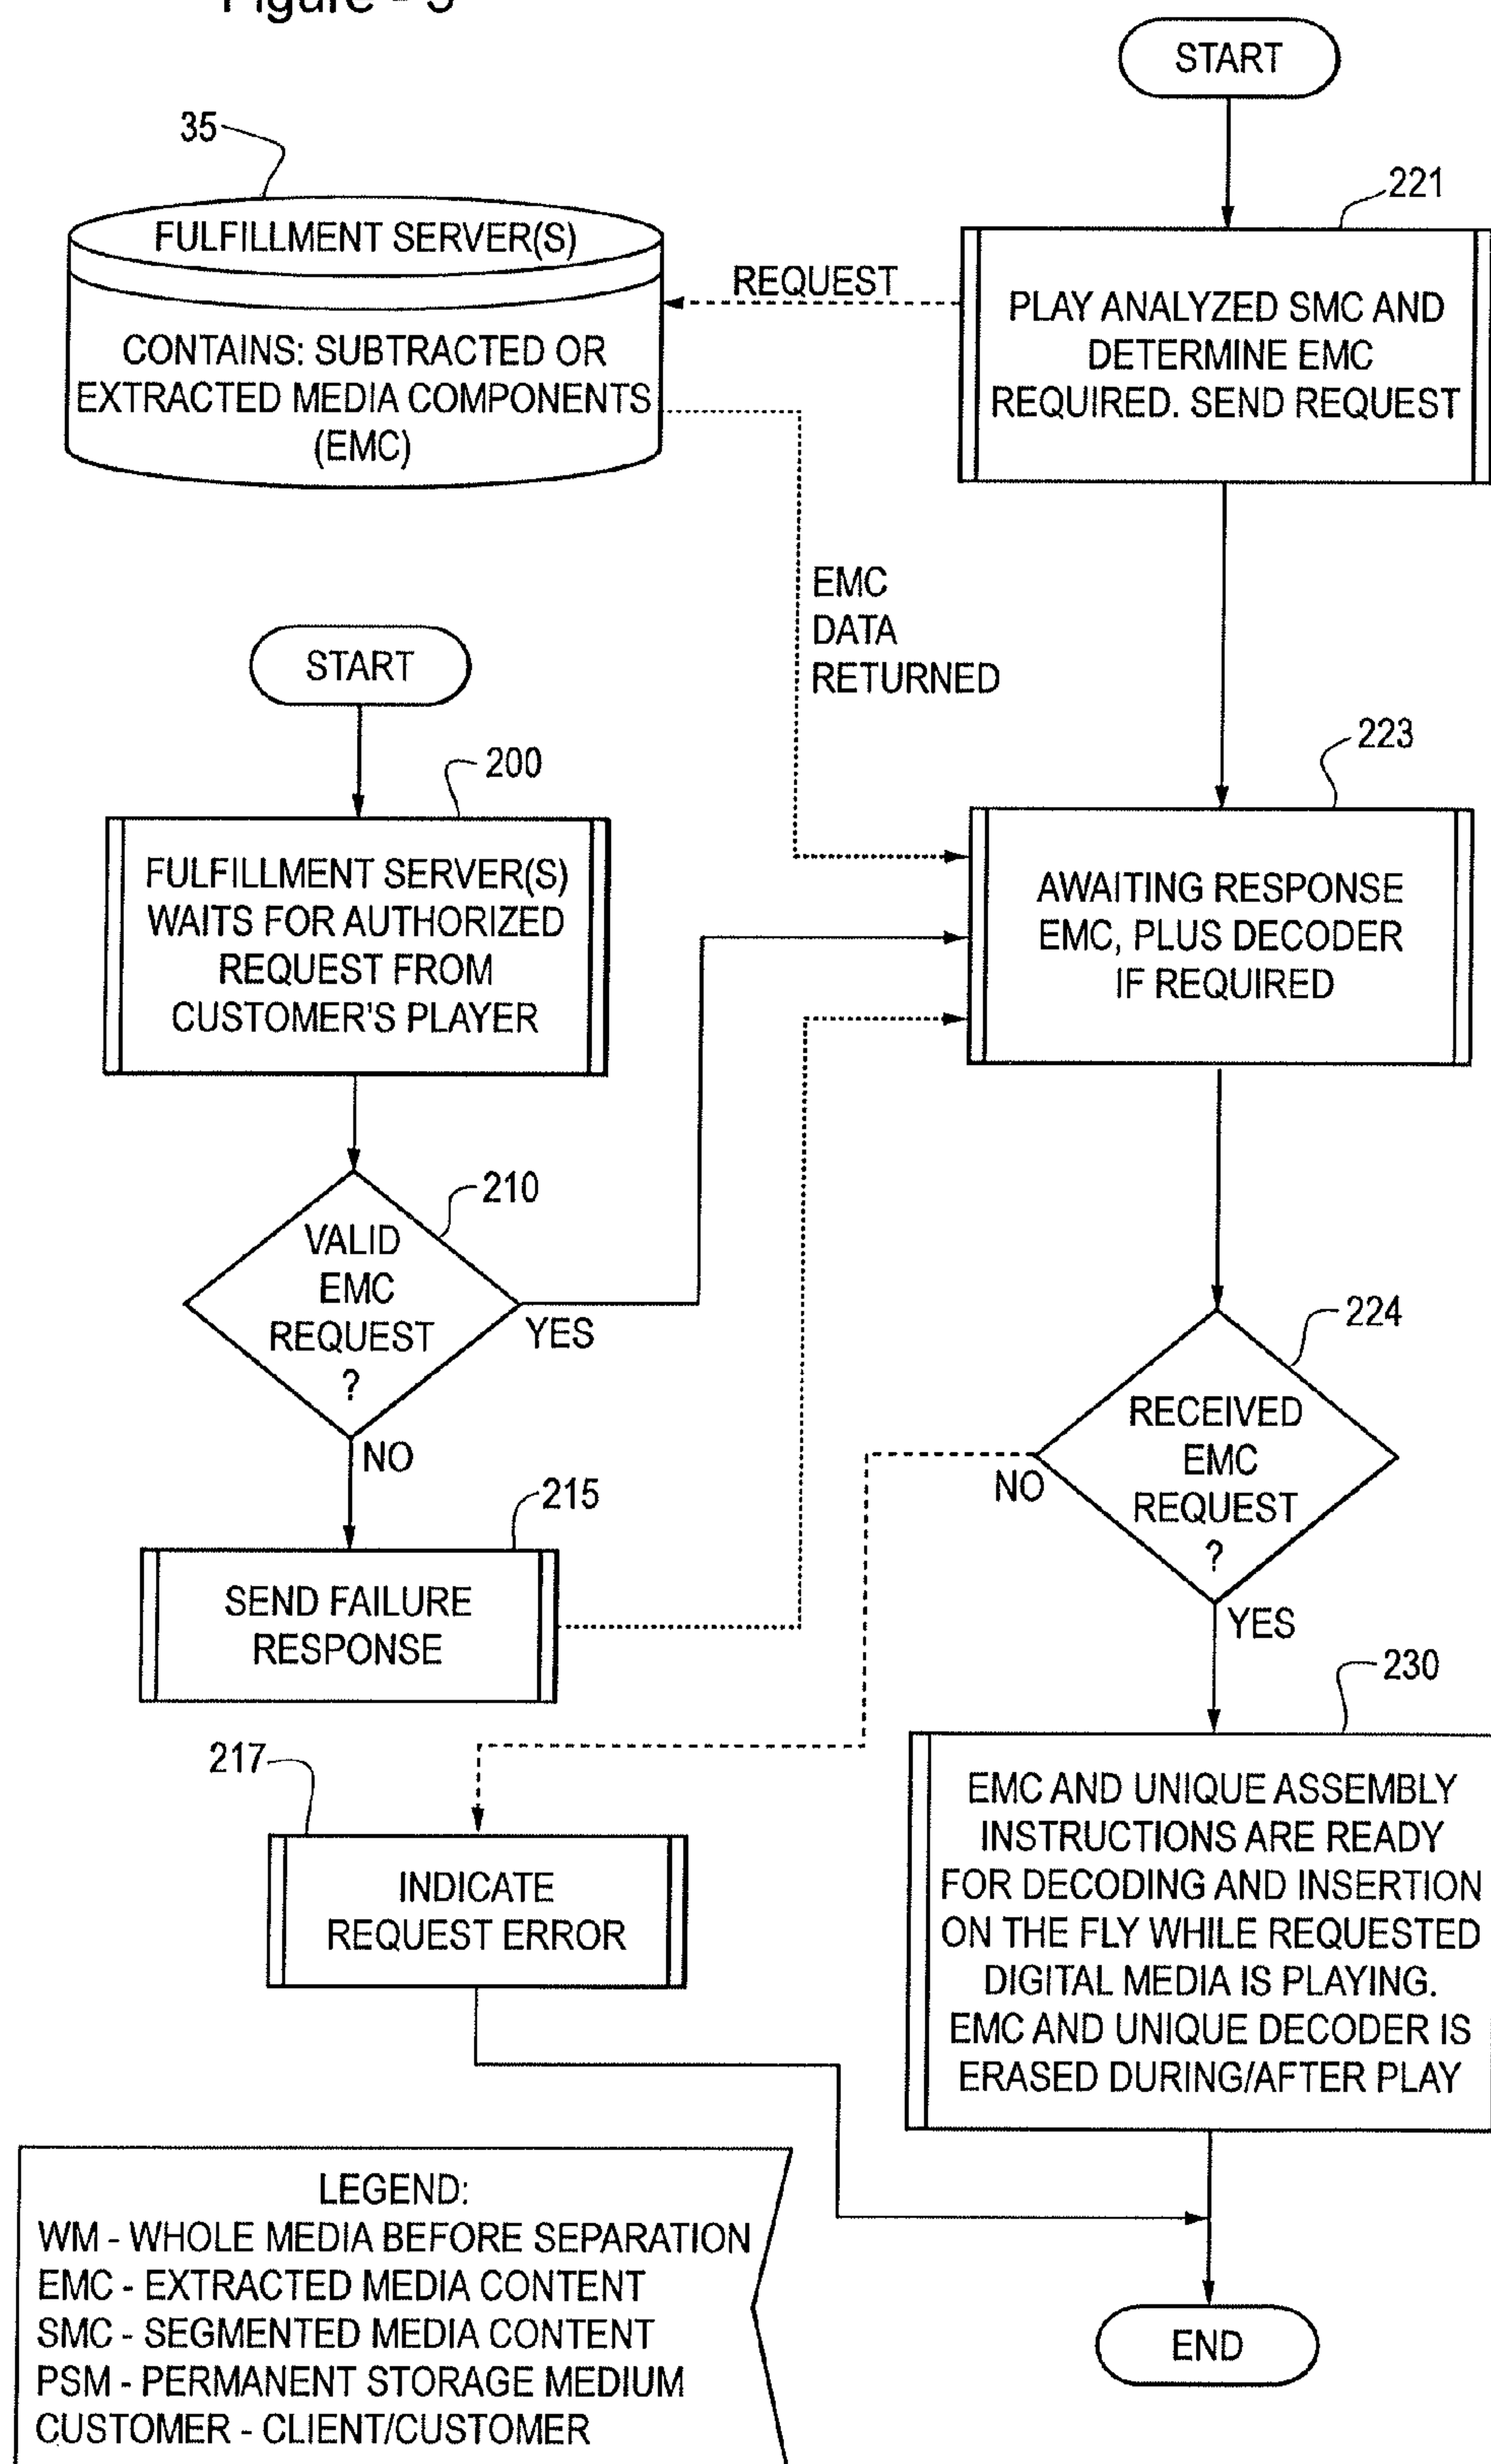 Figure - 5
START
35
221
FULFILLMENT SERVER(S)
REQUEST
CONTAINS: SUBTRACTED OR
EXTRACTED MEDIA COMPONENTS
(EMC)
PLAY ANALYZED SMC AND
DETERMINE EMC
REQUIRED. SEND REQUEST
EMC
DATA
RETURNED
START
200
223
FULFILLMENT SERVER(S)
WAITS FOR AUTHORIZED
REQUEST FROM
CUSTOMER'S PLAYER
AWAITING RESPONSE
EMC, PLUS DECODER
IF REQUIRED
210
VALID
EMC
REQUEST
?
YES
NO
224
RECEIVED
EMC
REQUEST
?
NO
YES
215
SEND FAILURE
RESPONSE
230
217
INDICATE
REQUEST ERROR
EMC AND UNIQUE ASSEMBLY
INSTRUCTIONS ARE READY
FOR DECODING AND INSERTION
ON THE FLY WHILE REQUESTED
DIGITAL MEDIA IS PLAYING.
EMC AND UNIQUE DECODER IS
ERASED DURING/AFTER PLAY
LEGEND:
WM - WHOLE MEDIA BEFORE SEPARATION
EMC - EXTRACTED MEDIA CONTENT
SMC - SEGMENTED MEDIA CONTENT
PSM - PERMANENT STORAGE MEDIUM
CUSTOMER - CLIENT/CUSTOMER
END